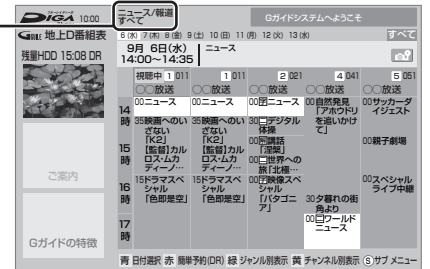 DiGA 10:00
ニュース/報道
すべて
Gガイドシステムへようこそ
GガイドE 地上D番組表
残量HDD 15:08 DR
6(水) 7(木) 8(金) 9(土) 10(日) 11(月) 12(火) 13(水)
すべて
9月 6日(水)
14:00~14:35
ニュース
視聴中 1 011
1 011
2 021
4 041
5 051
○○放送
○○放送
○○放送
○○放送
○○放送
14時
15時
16時
17時
00ニュース
35映画へのいざない
「K2」
【監督】カルロス・ムカディーノ…
15ドラマスペシャル
「色即是空」
00ニュース
35映画へのいざない
「K2」
【監督】カルロス・ムカディーノ…
15ドラマスペシャル
「色即是空」
00字ニュース
30デジタル体操
00講話
「涅槃」
00世界への旅「北極…
00映像スペシャル
「パタゴニア」
00自然発見
「アホウドリを追いかけて」
30夕暮れの街角より
00ワールドニュース
00サッカーダイジェスト
00親子劇場
00スペシャルライブ中継
ご案内
Gガイドの特徴
青 日付選択 赤 簡単予約(DR) 緑 ジャンル別表示 黄 チャンネル別表示 Sサブ メニュー